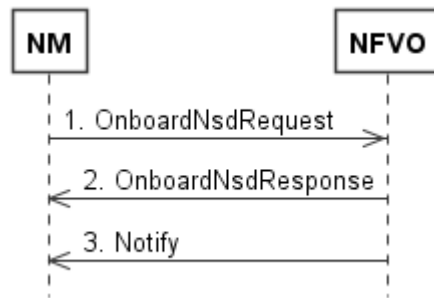 NM
NFVO
1. OnboardNsdRequest
2. OnboardNsdResponse
3. Notify